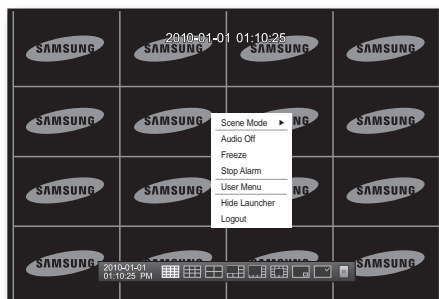 2010-01-01 01:10:25
SAMSUNG SAMSUNG SAMSUNG SAMSUNG
SAMSUNG SAMSUNG SAMSUNG SAMSUNG
Scene Mode
Audio Off
Freeze
Stop Alarm
User Menu
Hide Launcher
Logout
SAMSUNG SAMSUNG SAMSUNG
SAMSUNG SAMSUNG SAMSUNG SAMSUNG
2010-01-01
01:10:25 PM